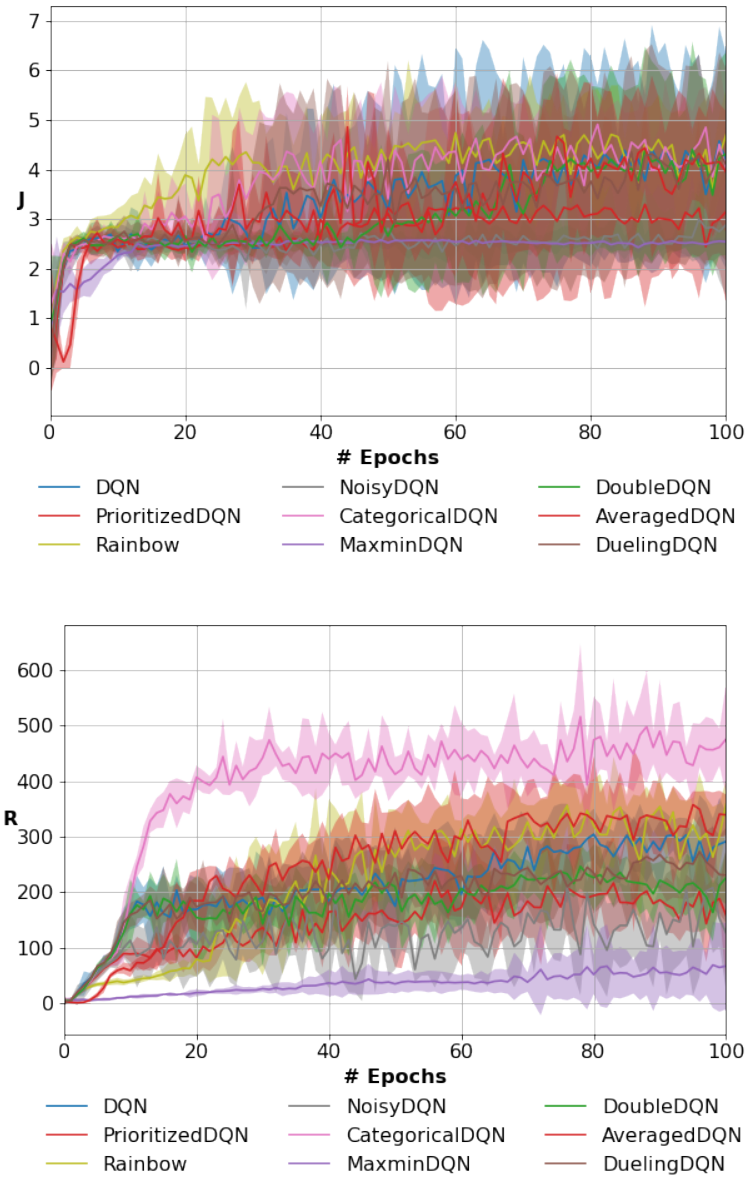 7
6
5
4
3
2
1
0
J
0 20 40 60 80 100
# Epochs
DQN NoisyDQN DoubleDQN
PrioritizedDQN CategoricalDQN AveragedDQN
Rainbow MaxminDQN DuelingDQN
600
500
400
300
200
100
0
R
0 20 40 60 80 100
# Epochs
DQN NoisyDQN DoubleDQN
PrioritizedDQN CategoricalDQN AveragedDQN
Rainbow MaxminDQN DuelingDQN